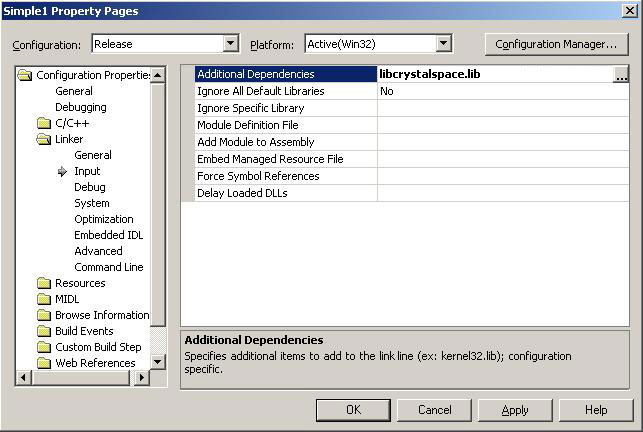 Simple1 Property Pages
Configuration: Release Platform: Active(Win32) Configuration Manager...
Configuration Properties
General
Debugging
C/C++
Linker
General
Input
Debug
System
Optimization
Embedded IDL
Advanced
Command Line
Resources
MIDL
Browse Information
Build Events
Custom Build Step
Web References
Additional Dependencies libcrystalspace.lib ...
Ignore All Default Libraries No
Ignore Specific Library
Module Definition File
Add Module to Assembly
Embed Managed Resource File
Force Symbol References
Delay Loaded DLLs
Additional Dependencies
Specifies additional items to add to the link line (ex: kernel32.lib); configuration
specific.
OK Cancel Apply Help